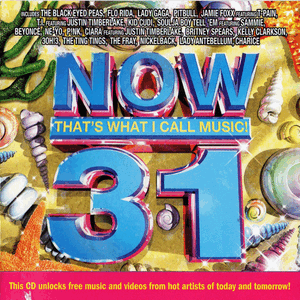 INCLUDES THE BLACK EYED PEAS, FLO RIDA, LADY GAGA, PITBULL, JAMIE FOXX FEATURING T-PAIN,
T.I. FEATURING JUSTIN TIMBERLAKE, KID CUDI, SOULJA BOY TELL 'EM FEATURING SAMMIE,
BEYONCE, NE-YO, P!NK, CIARA FEATURING JUSTIN TIMBERLAKE, BRITNEY SPEARS, KELLY CLARKSON,
3OH!3, THE TING TINGS, THE FRAY, NICKELBACK, LADY ANTEBELLUM, CHARICE
NOW
THAT'S WHAT I CALL MUSIC!
31
This CD unlocks free music and videos from hot artists of today and tomorrow!